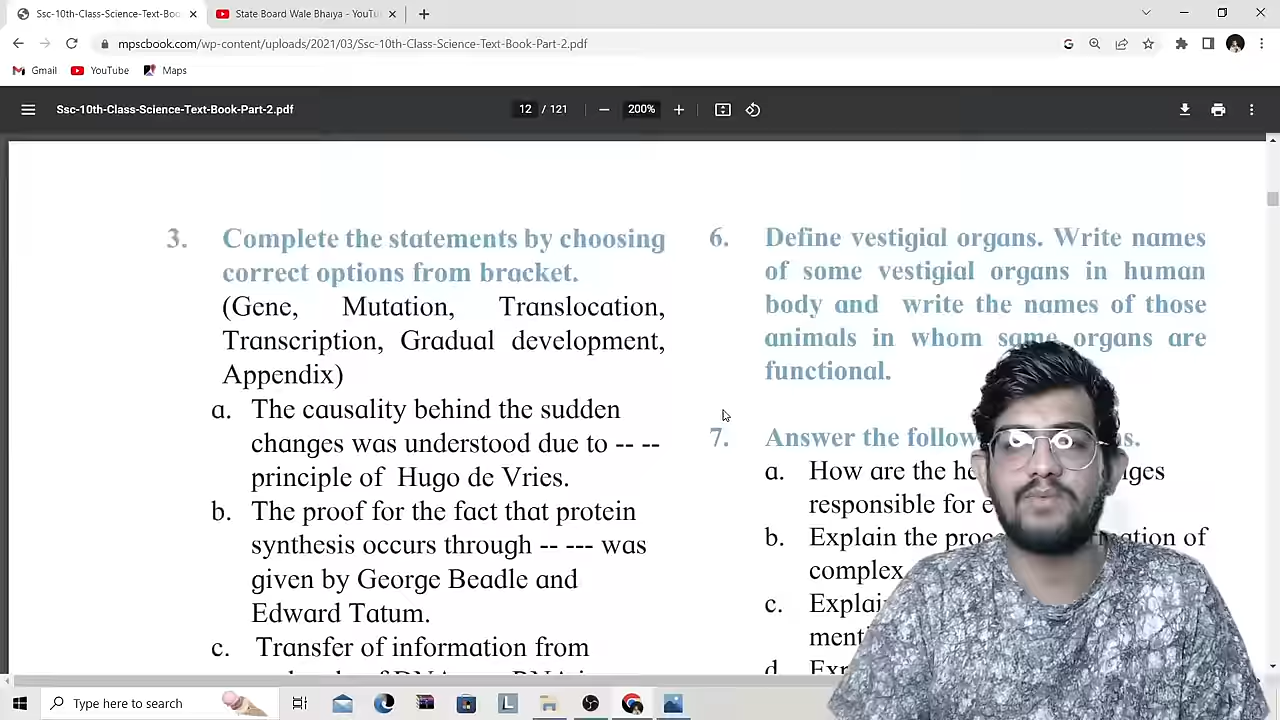 Ssc-10th-Class-Science-Text-Boo
State Board Wale Bhaiya - YouTu
mpscbook.com/wp-content/uploads/2021/03/Ssc-10th-Class-Science-Text-Book-Part-2.pdf
Gmail
YouTube
Maps
Ssc-10th-Class-Science-Text-Book-Part-2.pdf
12 / 121
200%
3. Complete the statements by choosing
correct options from bracket.
(Gene, Mutation, Translocation,
Transcription, Gradual development,
Appendix)
a. The causality behind the sudden
changes was understood due to -- --
principle of Hugo de Vries.
b. The proof for the fact that protein
synthesis occurs through -- --- was
given by George Beadle and
Edward Tatum.
c. Transfer of information from
6. Define vestigial organs. Write names
of some vestigial organs in human
body and write the names of those
animals in whom same organs are
functional.
7. Answer the follow
a. How are the he
responsible for e
b. Explain the proc
complex
c. Explai
d.
Type here to search